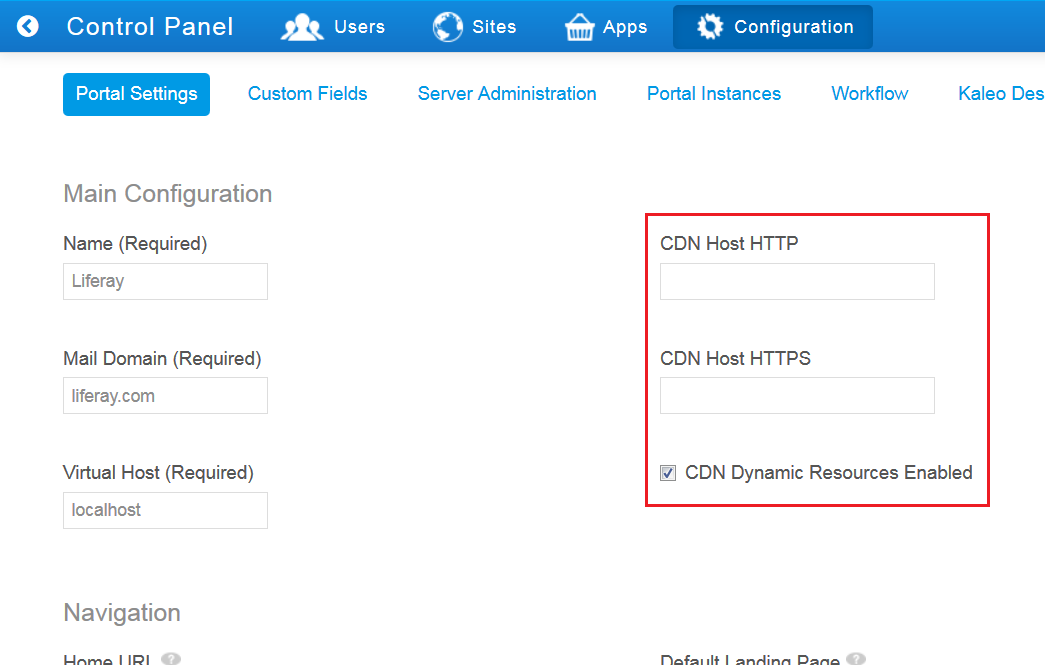 Control Panel Users Sites Apps Configuration
Portal Settings Custom Fields Server Administration Portal Instances Workflow Kaleo Des
Main Configuration
Name (Required) CDN Host HTTP
Liferay
Mail Domain (Required) CDN Host HTTPS
liferay.com
Virtual Host (Required) CDN Dynamic Resources Enabled
localhost
Navigation
Home URL ? Default Landing Page ?